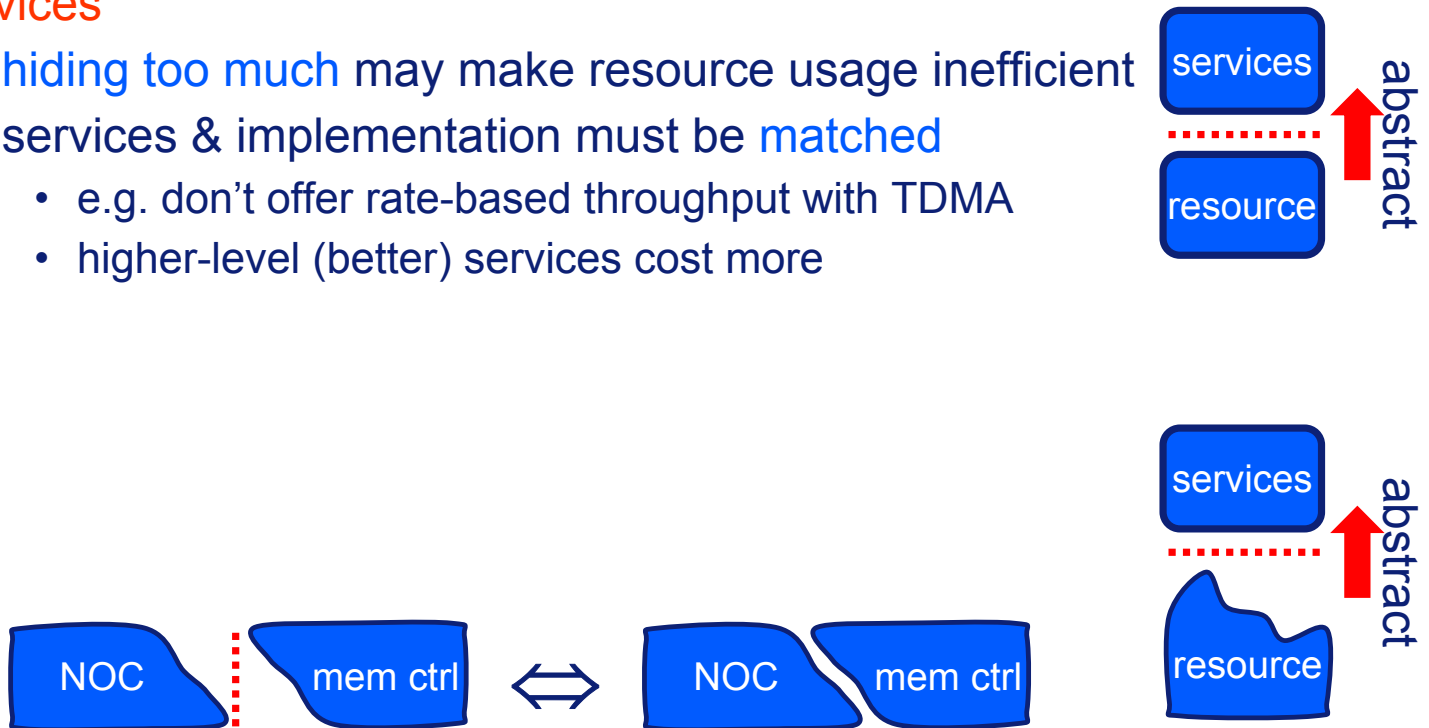 vices
hiding too much may make resource usage inefficient
services & implementation must be matched
• e.g. don’t offer rate-based throughput with TDMA
• higher-level (better) services cost more
services
resource
abstract
services
resource
abstract
NOC
mem ctrl
NOC
mem ctrl